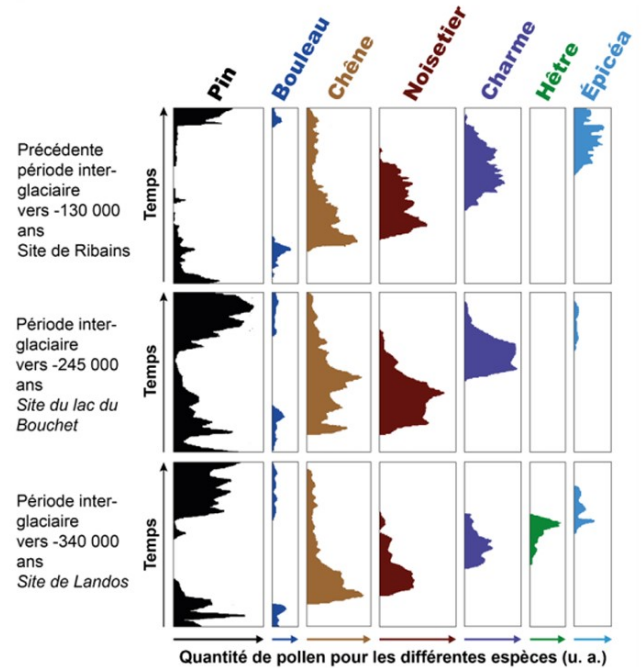 Pin
Bouleau
Chêne
Noisetier
Charme
Hêtre
Épicéa
Précédente
période inter-
glaciaire
vers -130 000
ans
Site de Ribains
Temps
Période inter-
glaciaire
vers -245 000
ans
Site du lac du
Bouchet
Temps
Période inter-
glaciaire
vers -340 000
ans
Site de Landos
Temps
Quantité de pollen pour les différentes espèces (u. a.)